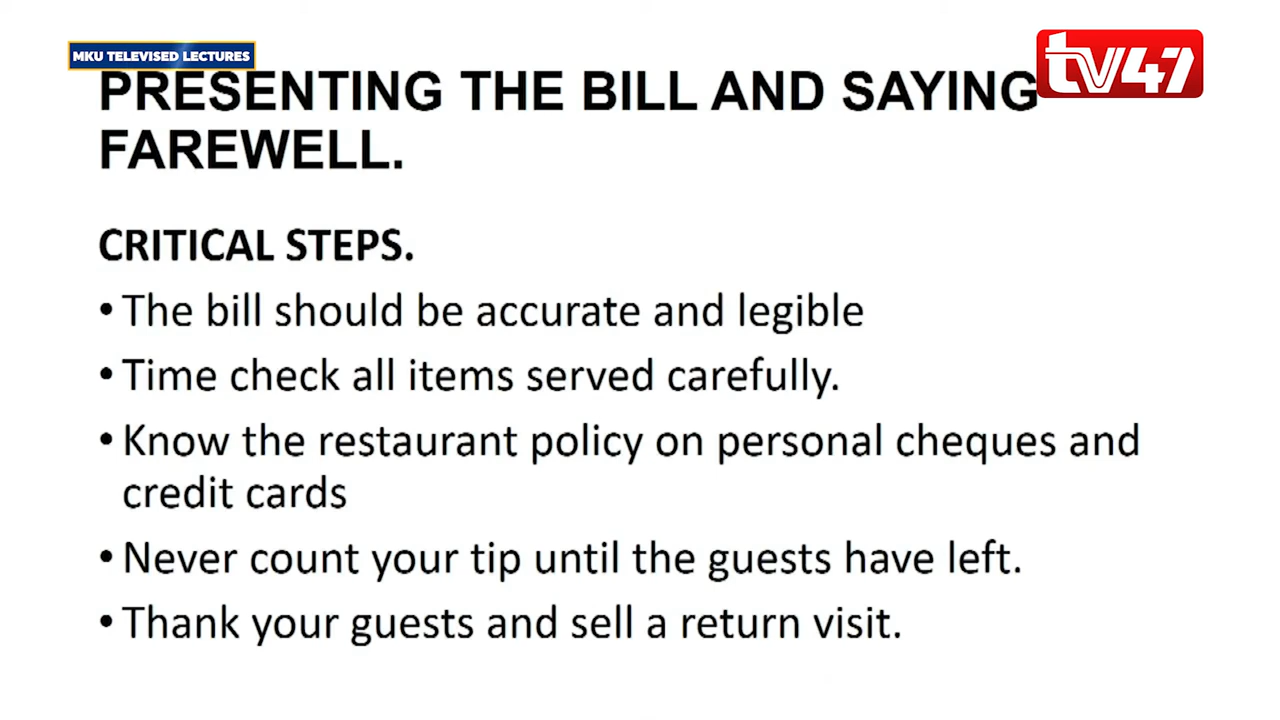 MKU TELEVISED LECTURES
tv47
PRESENTING THE BILL AND SAYING
FAREWELL.
CRITICAL STEPS.
• The bill should be accurate and legible
• Time check all items served carefully.
• Know the restaurant policy on personal cheques and
credit cards
• Never count your tip until the guests have left.
• Thank your guests and sell a return visit.